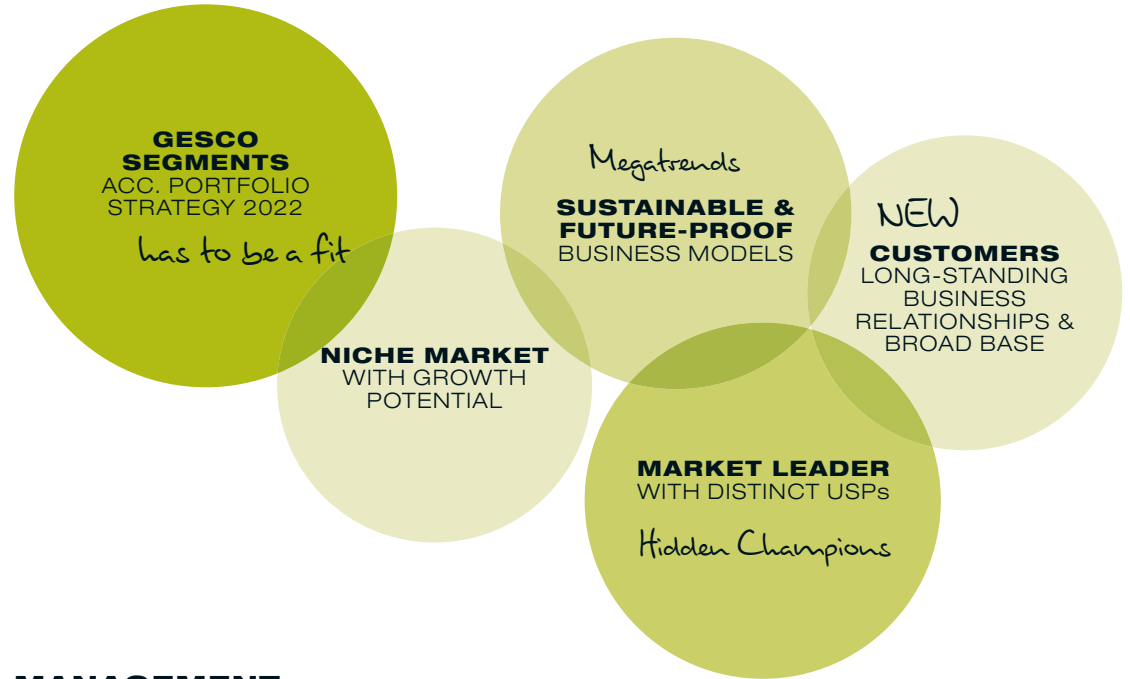 GESCO
SEGMENTS
ACC. PORTFOLIO
STRATEGY 2022
has to be a fit
NICHE MARKET
WITH GROWTH
POTENTIAL
Megatrends
SUSTAINABLE &
FUTURE-PROOF
BUSINESS MODELS
NEW
CUSTOMERS
LONG-STANDING
BUSINESS
RELATIONSHIPS &
BROAD BASE
MARKET LEADER
WITH DISTINCT USPs
Hidden Champions
MANAGEMENT